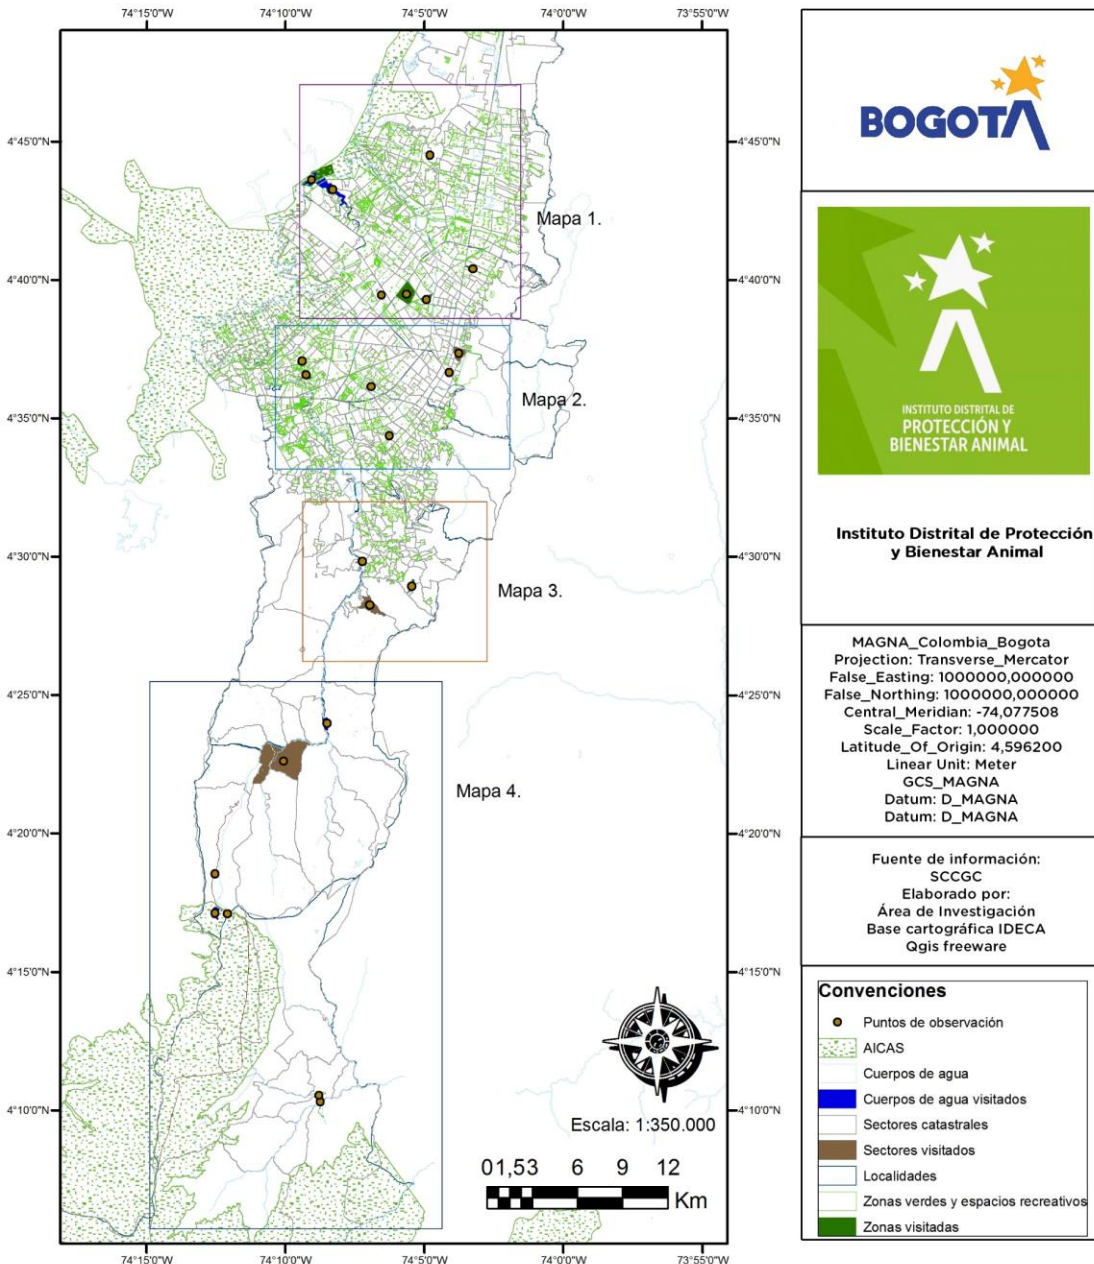 74°15'0"W
74°10'0"W
74°5'0"W
74°0'0"W
73°55'0"W
4°45'0"N
4°45'0"N
Mapa 1.
4°40'0"N
4°40'0"N
Mapa 2.
4°35'0"N
4°35'0"N
4°30'0"N
4°30'0"N
Mapa 3.
4°25'0"N
4°25'0"N
Mapa 4.
4°20'0"N
4°20'0"N
4°15'0"N
4°15'0"N
4°10'0"N
4°10'0"N
Escala: 1:350.000
01,53 6 9 12
Km
74°15'0"W
74°10'0"W
74°5'0"W
74°0'0"W
73°55'0"W
BOGOTÁ
INSTITUTO DISTRITAL DE
PROTECCIÓN Y
BIENESTAR ANIMAL
Instituto Distrital de Protección
y Bienestar Animal
MAGNA_Colombia_Bogota
Projection: Transverse_Mercator
False_Easting: 1000000,000000
False_Northing: 1000000,000000
Central_Meridian: -74,077508
Scale_Factor: 1,000000
Latitude_Of_Origin: 4,596200
Linear Unit: Meter
GCS_MAGNA
Datum: D_MAGNA
Datum: D_MAGNA
Fuente de información:
SCCGC
Elaborado por:
Área de Investigación
Base cartográfica IDECA
Qgis freeware
Convenciones
Puntos de observación
AICAS
Cuerpos de agua
Cuerpos de agua visitados
Sectores catastrales
Sectores visitados
Localidades
Zonas verdes y espacios recreativos
Zonas visitadas